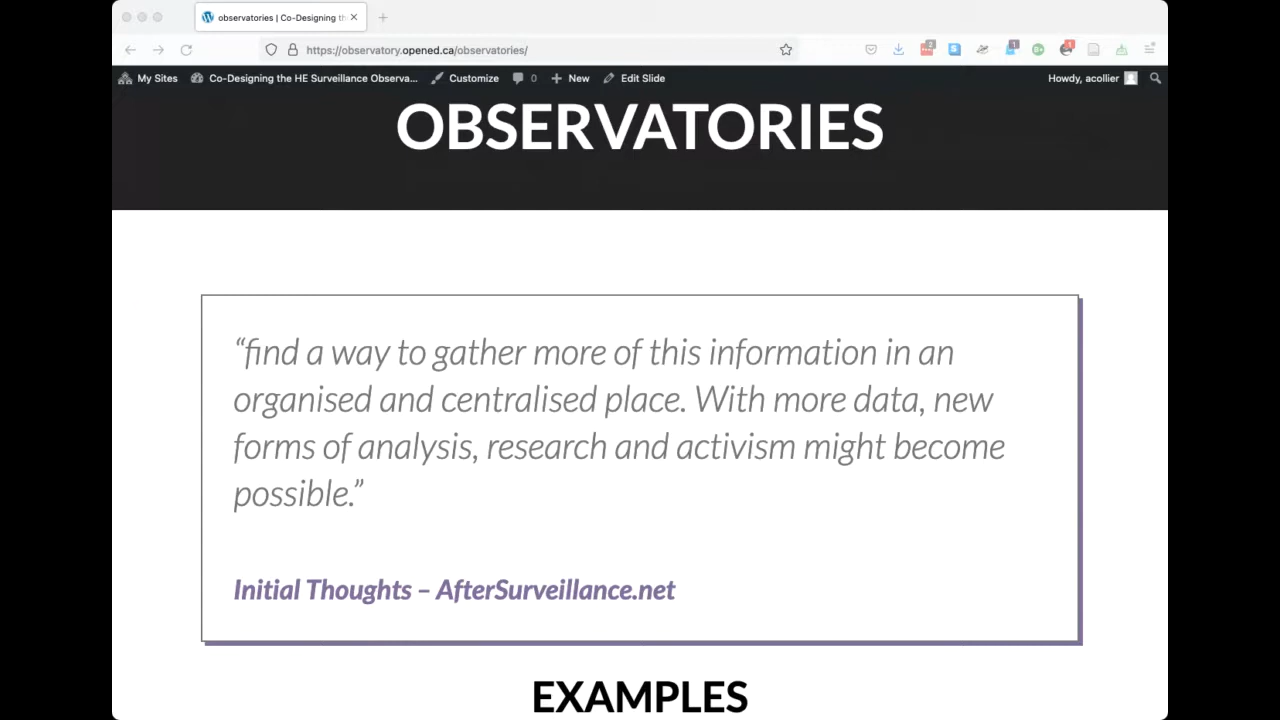 observatories | Co-Designing th
https://observatory.opened.ca/observatories/
2 1 1
My Sites Co-Designing the HE Surveillance Observa... Customize 0 New Edit Slide Howdy, acollier
OBSERVATORIES
“find a way to gather more of this information in an
organised and centralised place. With more data, new
forms of analysis, research and activism might become
possible.”
Initial Thoughts – AfterSurveillance.net
EXAMPLES